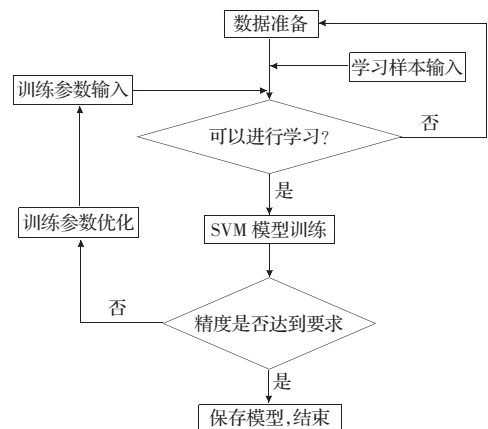 数据准备
学习样本输入
训练参数输入
可以进行学习?
否
是
训练参数优化
SVM 模型训练
否
精度是否达到要求
是
保存模型,结束